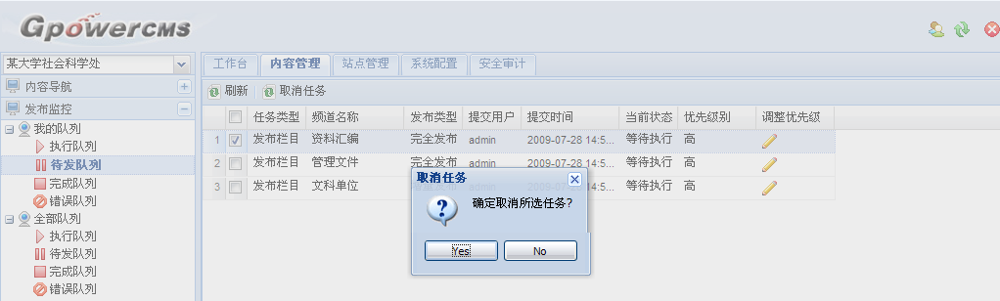 GpowerCMS
某大学社会科学处
工作台 内容管理 站点管理 系统配置 安全审计
内容导航
刷新 取消任务
发布监控
任务类型 频道名称 发布类型 提交用户 提交时间 当前状态 优先级别 调整优先级
我的队列
1 发布栏目 资料汇编 完全发布 admin 2009-07-28 14:5... 等待执行 高
执行队列
2 发布栏目 管理文件 完全发布 admin 2009-07-28 14:5... 等待执行 高
待发队列
3 发布栏目 文科单位 14:5... 等待执行 高
完成队列
错误队列
全部队列
执行队列
待发队列
完成队列
错误队列
取消任务
确定取消所选任务?
Yes No